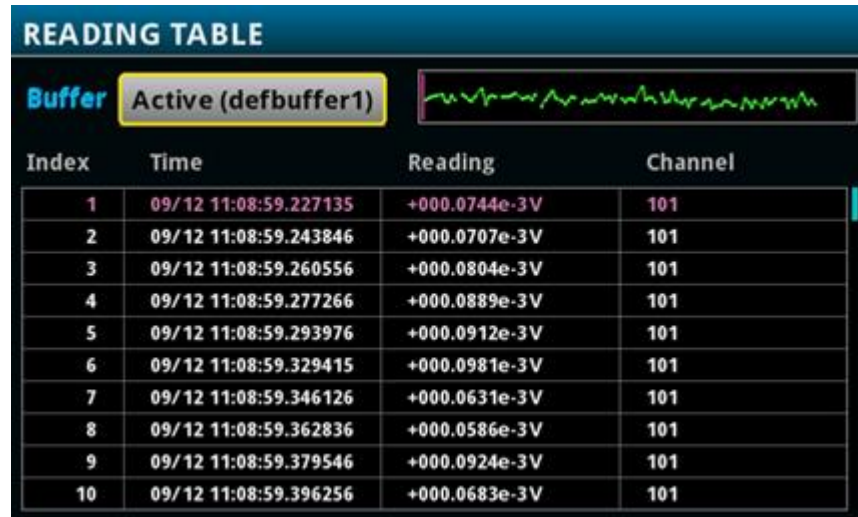 READING TABLE
Buffer Active (defbuffer1)
Index Time Reading Channel
1 09/12 11:08:59.227135 +000.0744e-3V 101
2 09/12 11:08:59.243846 +000.0707e-3V 101
3 09/12 11:08:59.260556 +000.0804e-3V 101
4 09/12 11:08:59.277266 +000.0889e-3V 101
5 09/12 11:08:59.293976 +000.0912e-3V 101
6 09/12 11:08:59.329415 +000.0981e-3V 101
7 09/12 11:08:59.346126 +000.0631e-3V 101
8 09/12 11:08:59.362836 +000.0586e-3V 101
9 09/12 11:08:59.379546 +000.0924e-3V 101
10 09/12 11:08:59.396256 +000.0683e-3V 101